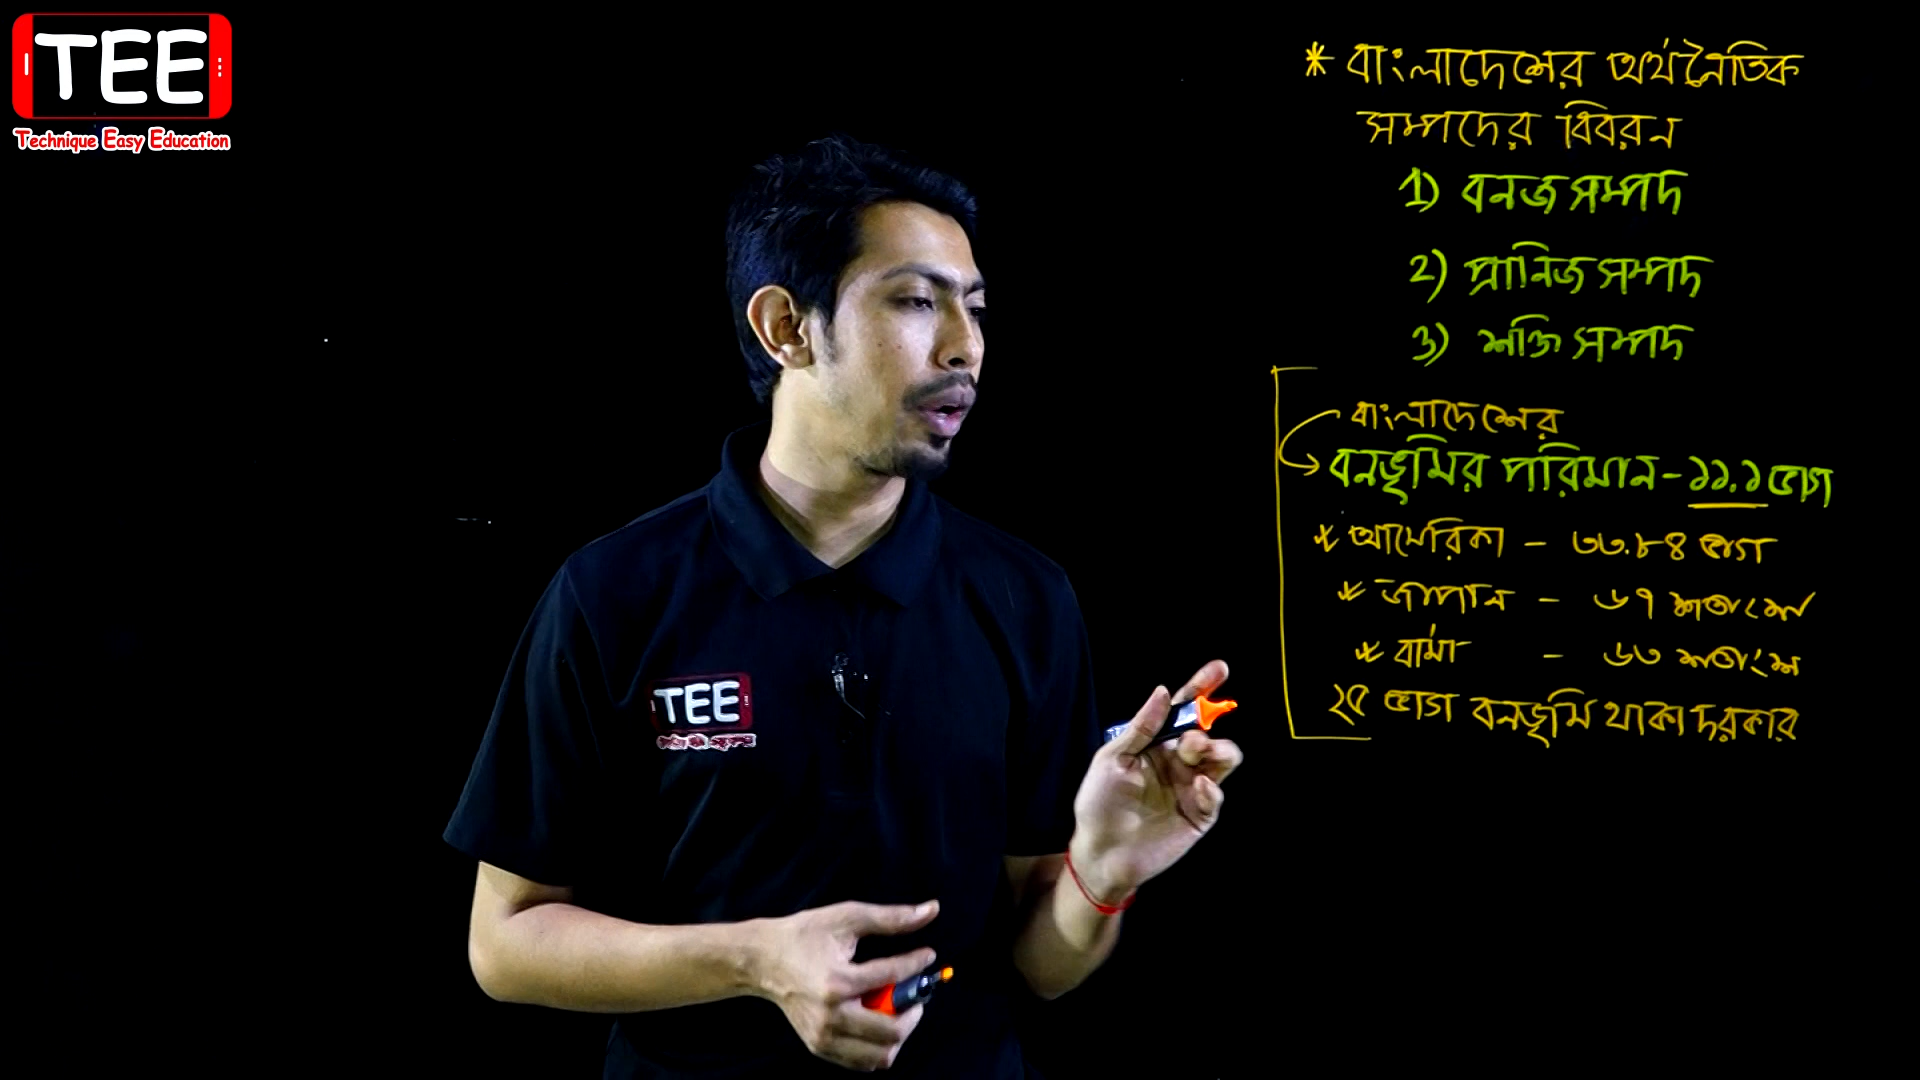 TEE
Technique Easy Education
* বাংলাদেশের অর্থনৈতিক
সম্পদের বিবরন
1) বনজ সম্পদ
2) প্রানিজ সম্পদ
3) শক্তি সম্পদ
বাংলাদেশের
বনভূমির পরিমান - ১১.১ ভাগ
* আমেরিকা - ৩৩.৮৪ ভাগ
* জাপান - ৬৭ শতাংশ
* বার্মা - ৬৩ শতাংশ
২৫ ভাগ বনভূমি থাকা দরকার
TEE